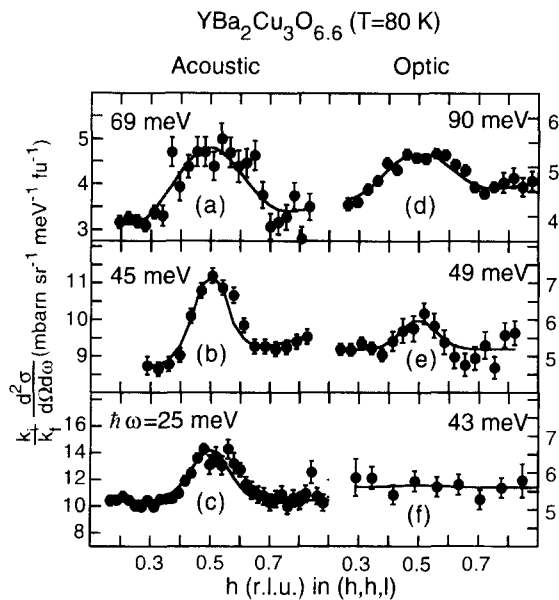 YBa2Cu3O6.6 (T=80 K)
Acoustic Optic
69 meV 90 meV
5 4 3 6 5 4
(a) (d)
45 meV 49 meV
11 10 9 7 6 5
(b) (e)
ħω=25 meV 43 meV
16 14 12 10 7 6 5
(c) (f)
ki/kf d²σ/dΩdω (mbarn sr⁻¹ meV⁻¹ fu⁻¹)
0.3 0.5 0.7 0.3 0.5 0.7
h (r.l.u.) in (h,h,l)